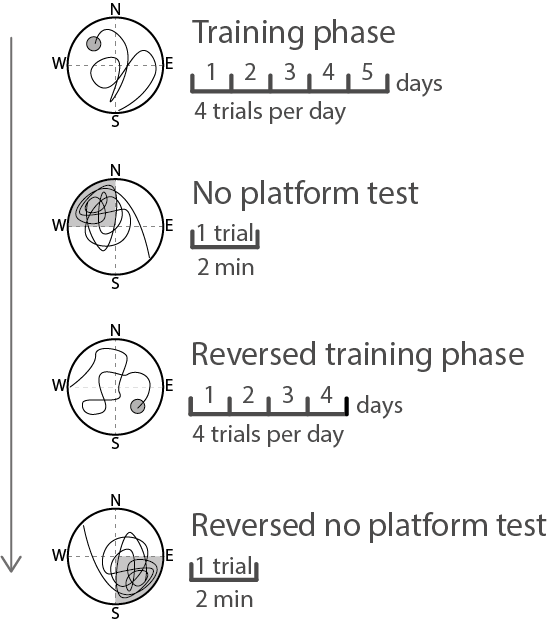 N
W E
S
Training phase
1 2 3 4 5 days
4 trials per day
N
W E
S
No platform test
1 trial
2 min
N
W E
S
Reversed training phase
1 2 3 4 days
4 trials per day
N
W E
S
Reversed no platform test
1 trial
2 min